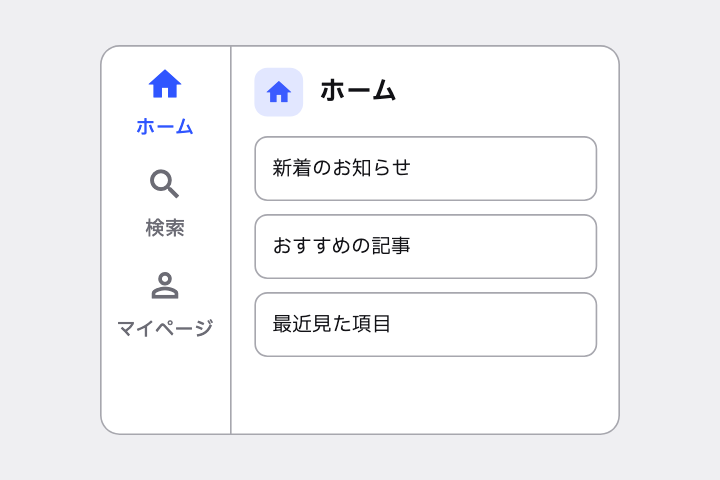 ホーム
検索
マイページ
ホーム
新着のお知らせ
おすすめの記事
最近見た項目